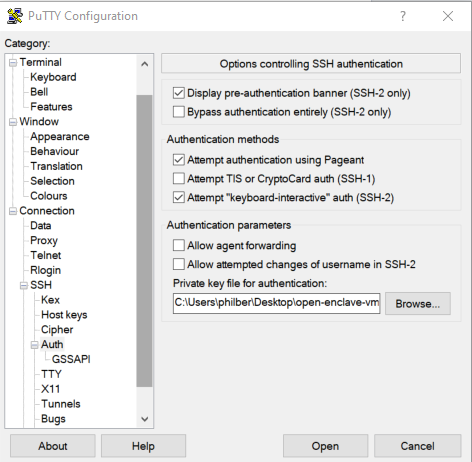 PuTTY Configuration
Category:
Terminal
Keyboard
Bell
Features
Window
Appearance
Behaviour
Translation
Selection
Colours
Connection
Data
Proxy
Telnet
Rlogin
SSH
Kex
Host keys
Cipher
Auth
GSSAPI
TTY
X11
Tunnels
Bugs
Options controlling SSH authentication
Display pre-authentication banner (SSH-2 only)
Bypass authentication entirely (SSH-2 only)
Authentication methods
Attempt authentication using Pageant
Attempt TIS or CryptoCard auth (SSH-1)
Attempt "keyboard-interactive" auth (SSH-2)
Authentication parameters
Allow agent forwarding
Allow attempted changes of username in SSH-2
Private key file for authentication:
C:\Users\philber\Desktop\open-enclave-vm
Browse...
About
Help
Open
Cancel